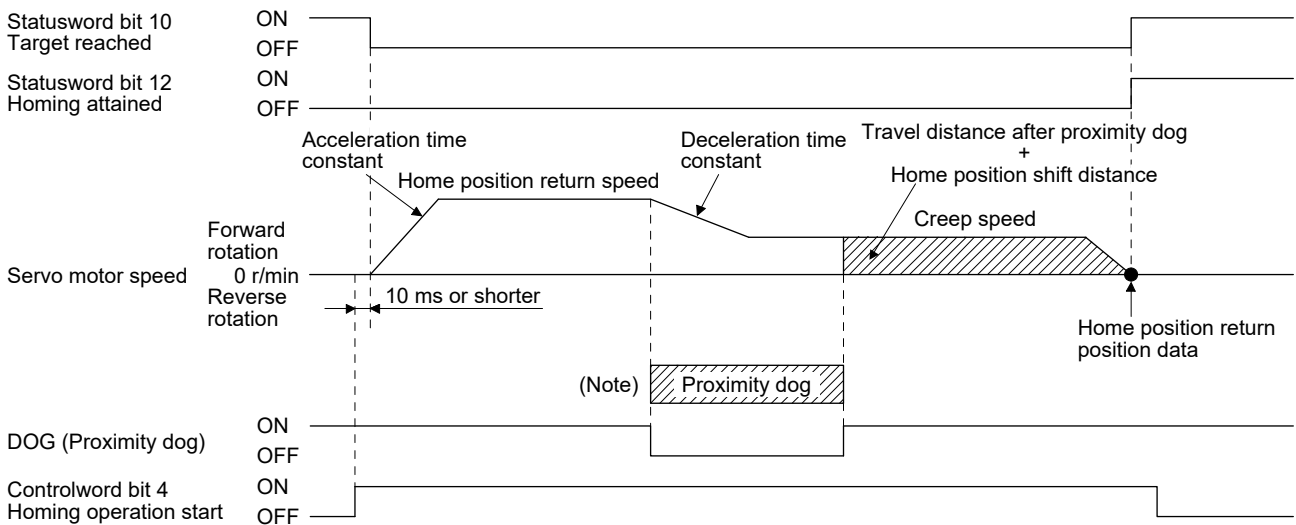 Statusword bit 10
Target reached
ON
OFF
Statusword bit 12
Homing attained
ON
OFF
Acceleration time
constant
Home position return speed
Deceleration time
constant
Travel distance after proximity dog
+
Home position shift distance
Creep speed
Servo motor speed
Forward
rotation
0 r/min
Reverse
rotation
10 ms or shorter
Home position return
position data
(Note)
Proximity dog
DOG (Proximity dog)
ON
OFF
Controlword bit 4
Homing operation start
ON
OFF